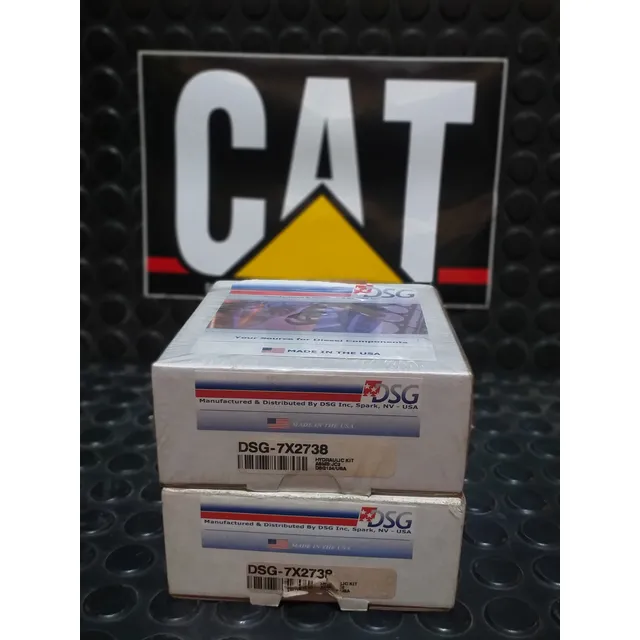 CAT
DSG
Your Source for Diesel Components
MADE IN THE USA
DSG
Manufactured & Distributed By DSG Inc, Spark, NV - USA
MADE IN THE USA
DSG-7X2738
HYDRAULIC KIT
DSG
Manufactured & Distributed By DSG Inc, Spark, NV - USA
MADE IN THE USA
DSG-7X2738
LIC KIT